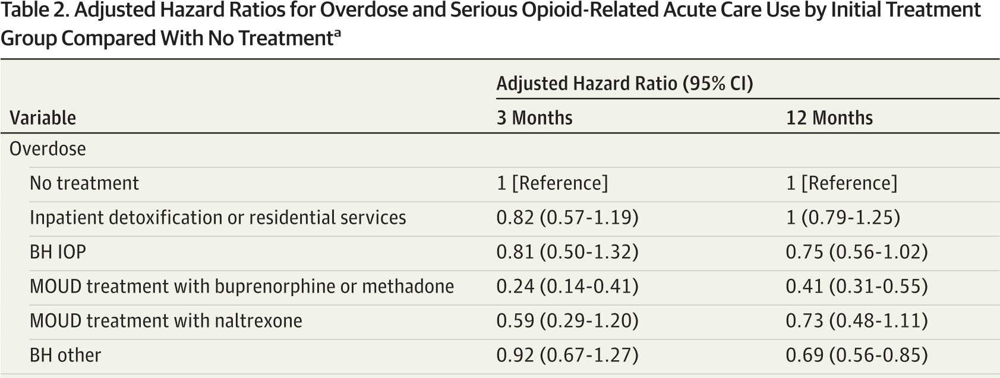 Table 2. Adjusted Hazard Ratios for Overdose and Serious Opioid-Related Acute Care Use by Initial Treatment
Group Compared With No Treatmentᵃ
Adjusted Hazard Ratio (95% CI)
Variable 3 Months 12 Months
Overdose
No treatment 1 [Reference] 1 [Reference]
Inpatient detoxification or residential services 0.82 (0.57-1.19) 1 (0.79-1.25)
BH IOP 0.81 (0.50-1.32) 0.75 (0.56-1.02)
MOUD treatment with buprenorphine or methadone 0.24 (0.14-0.41) 0.41 (0.31-0.55)
MOUD treatment with naltrexone 0.59 (0.29-1.20) 0.73 (0.48-1.11)
BH other 0.92 (0.67-1.27) 0.69 (0.56-0.85)